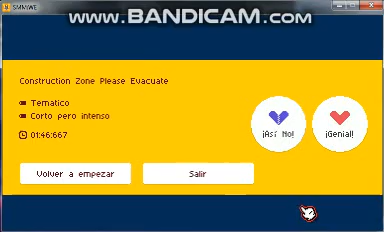 WWW.BANDICAM.COM
SMMWE
Construction Zone Please Evacuate
Tematico
Corto pero intenso
01:46:667
¡Así No!
¡Genial!
Volver a empezar
Salir